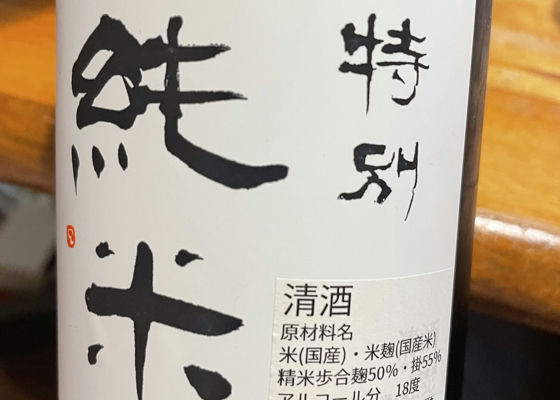 特別
純米
清酒
原材料名
米(国産)・米麹(国産米)
精米歩合麹50%・掛55%
アルコール分 18度